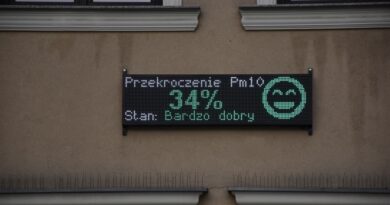 Przekroczenie Pm10
34%
Stan: Bardzo dobry